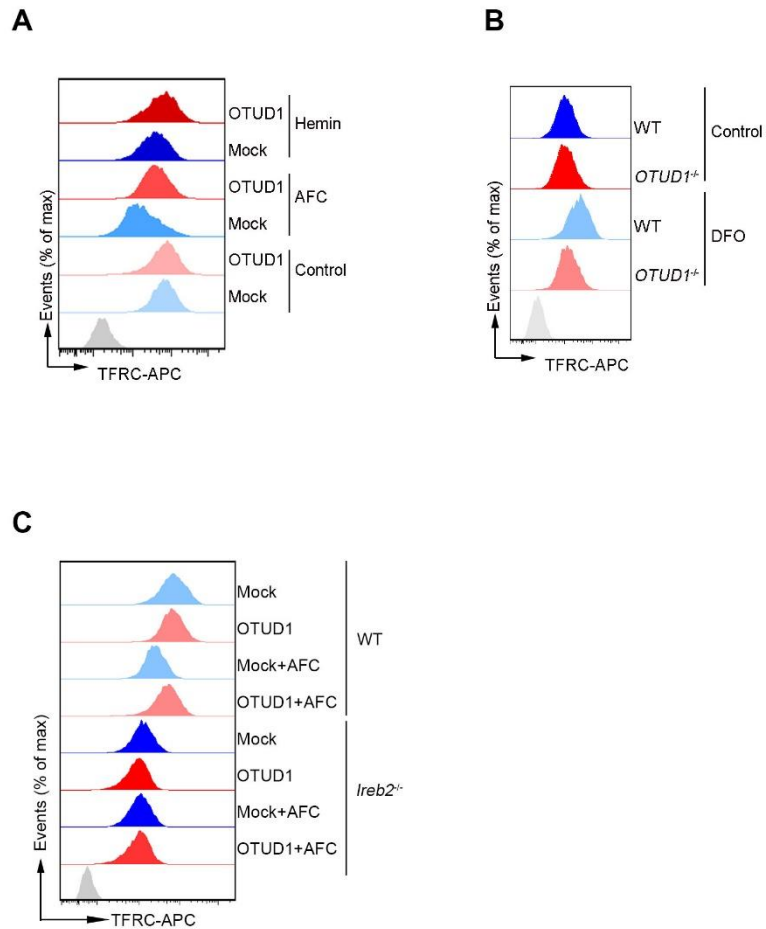 A
OTUD1
Hemin
Mock
OTUD1
AFC
Mock
OTUD1
Control
Mock
Events (% of max)
TFRC-APC
B
WT
Control
OTUD1-/-
WT
DFO
OTUD1-/-
Events (% of max)
TFRC-APC
C
Mock
OTUD1
WT
Mock+AFC
OTUD1+AFC
Mock
OTUD1
Ireb2-/-
Mock+AFC
OTUD1+AFC
Events (% of max)
TFRC-APC